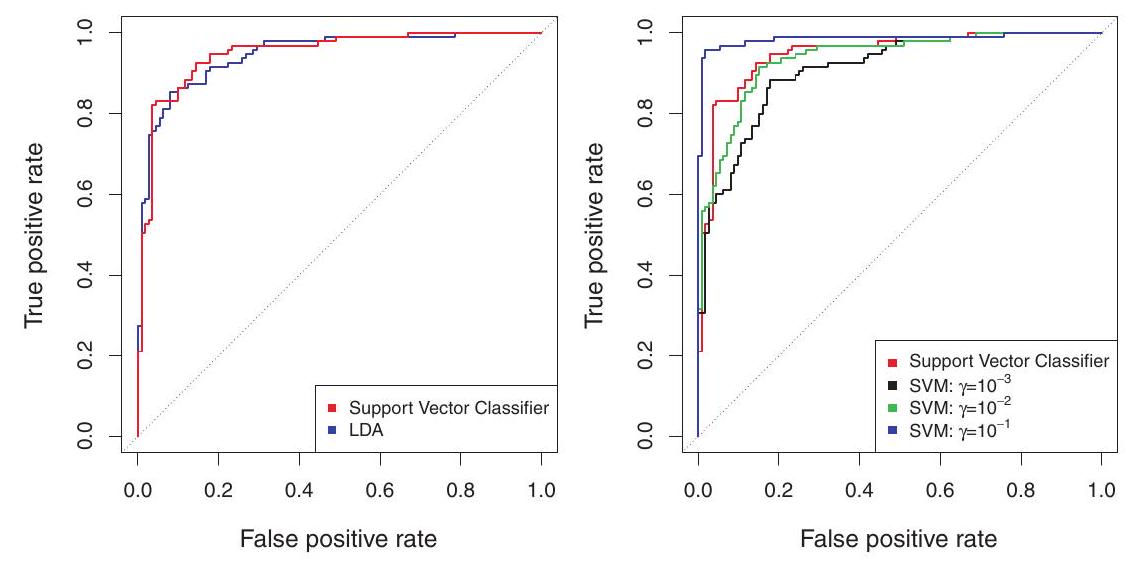 True positive rate
1.0
0.8
0.6
0.4
0.2
0.0
Support Vector Classifier
LDA
0.0 0.2 0.4 0.6 0.8 1.0
False positive rate
True positive rate
1.0
0.8
0.6
0.4
0.2
0.0
Support Vector Classifier
SVM: γ=10⁻³
SVM: γ=10⁻²
SVM: γ=10⁻¹
0.0 0.2 0.4 0.6 0.8 1.0
False positive rate